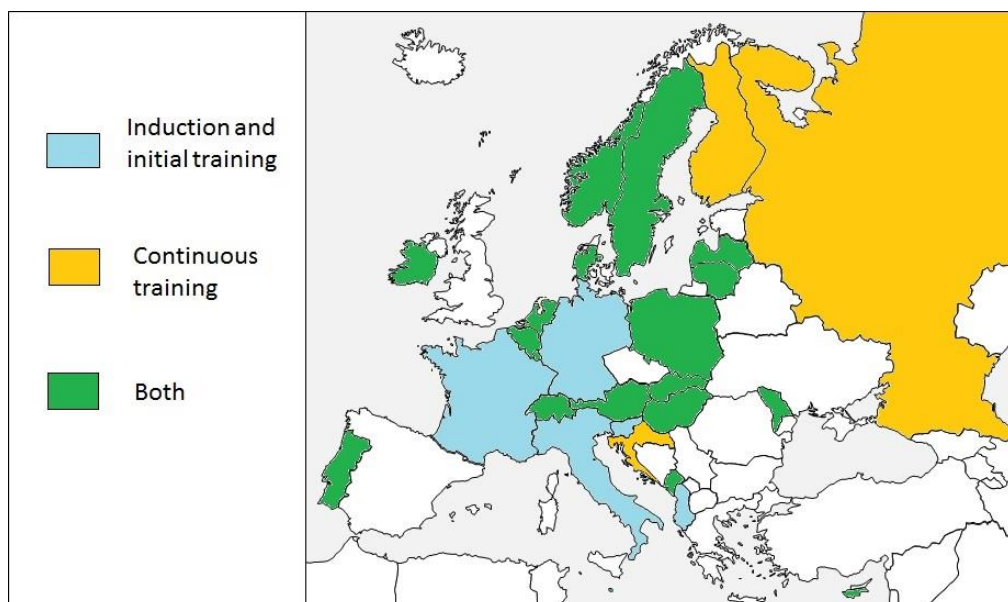 Induction and
initial training
Continuous
training
Both